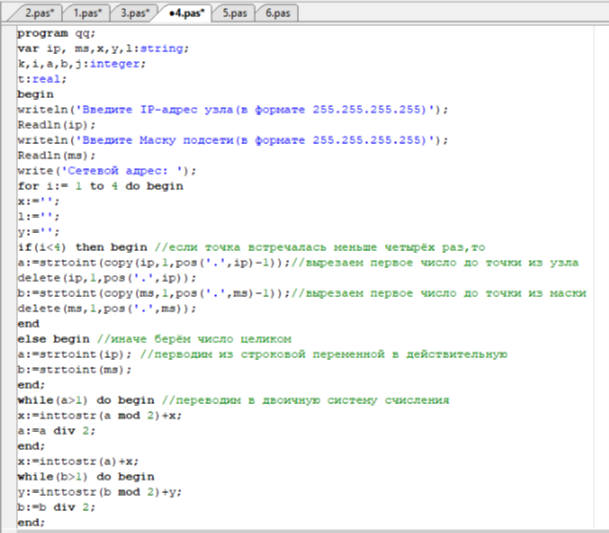 2.pas* 1.pas* 3.pas* •4.pas* 5.pas 6.pas
program qq;
var ip, ms,x,y,l:string;
k,i,a,b,j:integer;
t:real;
begin
writeln('Введите IP-адрес узла(в формате 255.255.255.255)');
Readln(ip);
writeln('Введите Маску подсети(в формате 255.255.255.255)');
Readln(ms);
write('Сетевой адрес: ');
for i:= 1 to 4 do begin
x:='';
l:='';
y:='';
if(i<4) then begin //если точка встречалась меньше четырёх раз,то
a:=strtoint(copy(ip,1,pos('.',ip)-1));//вырезаем первое число до точки из узла
delete(ip,1,pos('.',ip));
b:=strtoint(copy(ms,1,pos('.',ms)-1));//вырезаем первое число до точки из маски
delete(ms,1,pos('.',ms));
end
else begin //иначе берём число целиком
a:=strtoint(ip); //перводим из строковой переменной в действительную
b:=strtoint(ms);
end;
while(a>1) do begin //переводим в двоичную систему счисления
x:=inttostr(a mod 2)+x;
a:=a div 2;
end;
x:=inttostr(a)+x;
while(b>1) do begin
y:=inttostr(b mod 2)+y;
b:=b div 2;
end;